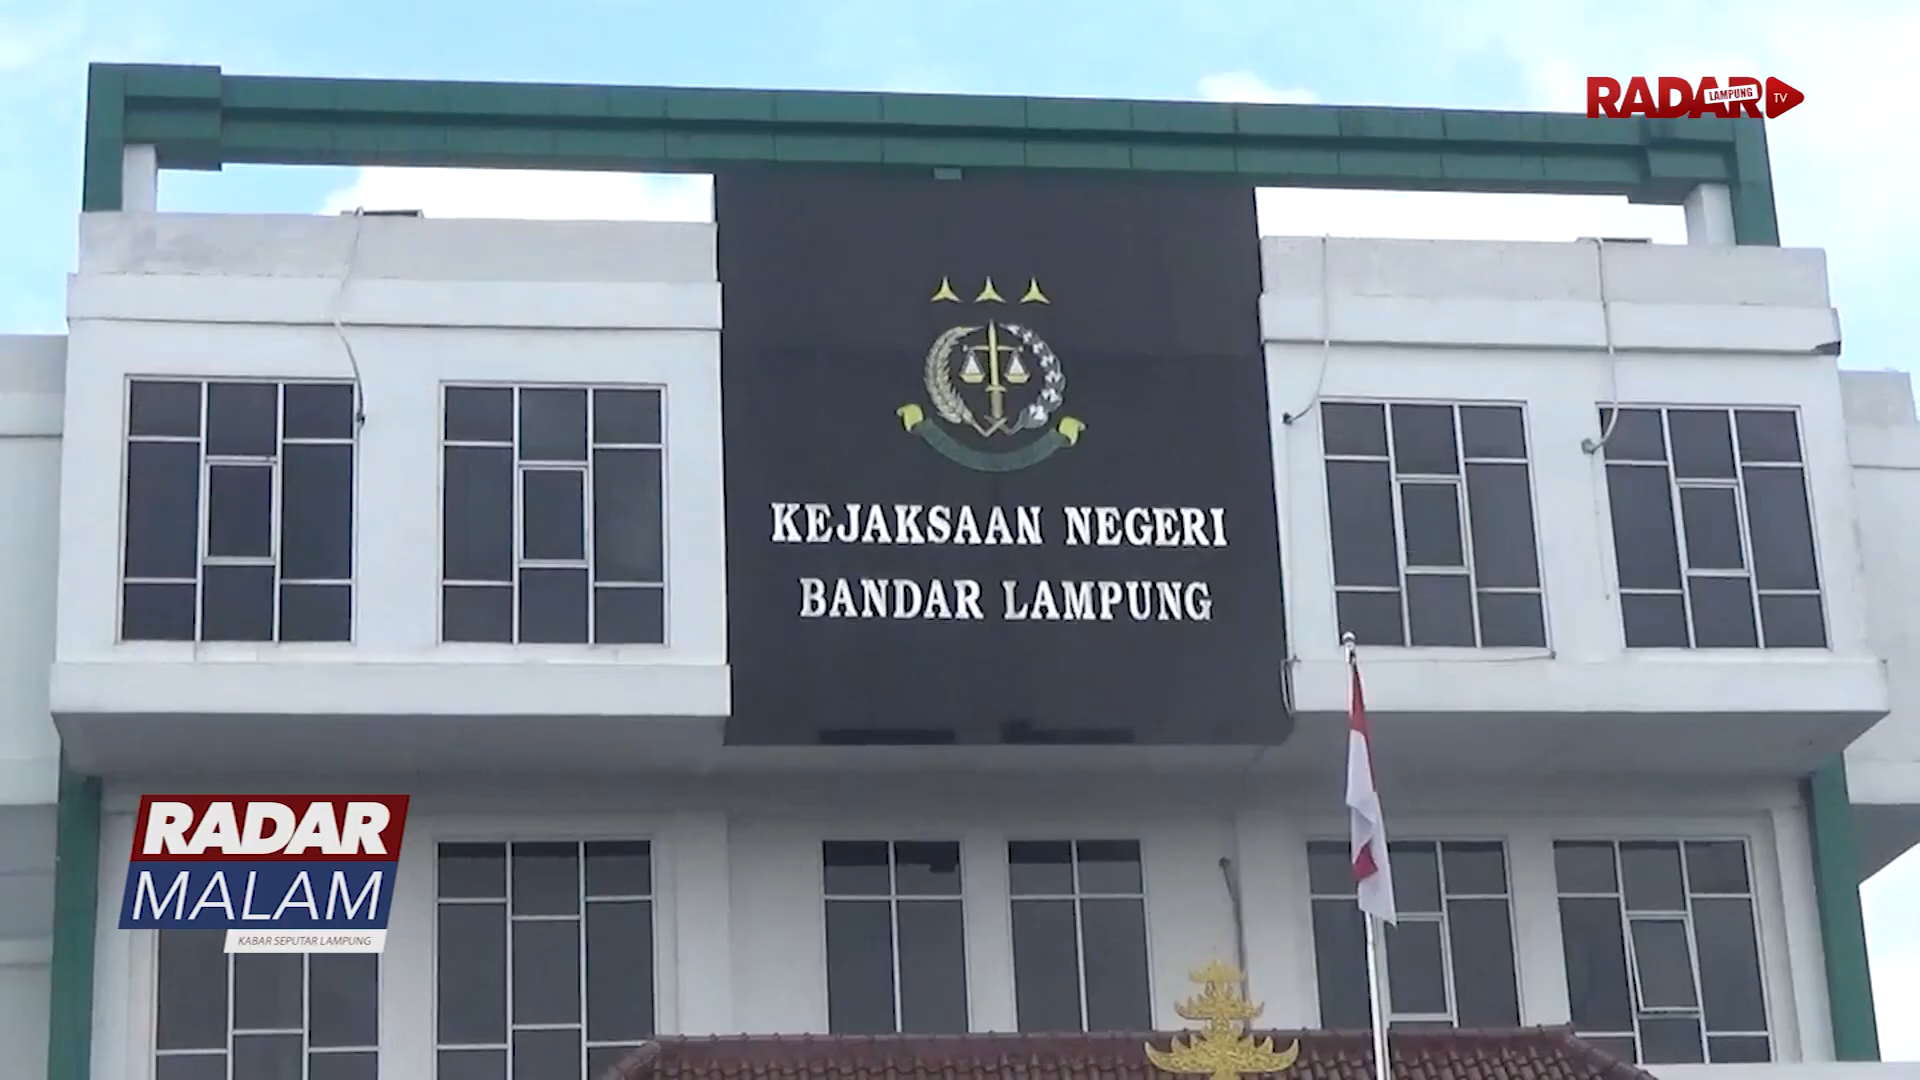 RADAR
LAMPUNG
TV
KEJAKSAAN NEGERI
BANDAR LAMPUNG
RADAR
MALAM
KABAR SEPUTAR LAMPUNG